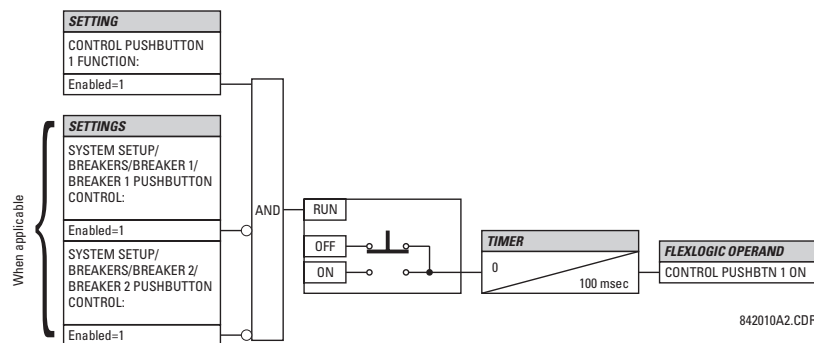 SETTING
CONTROL PUSHBUTTON
1 FUNCTION:
Enabled=1
When applicable
SETTINGS
SYSTEM SETUP/
BREAKERS/BREAKER 1/
BREAKER 1 PUSHBUTTON
CONTROL:
Enabled=1
SYSTEM SETUP/
BREAKERS/BREAKER 2/
BREAKER 2 PUSHBUTTON
CONTROL:
Enabled=1
AND
RUN
OFF
ON
TIMER
0
100 msec
FLEXLOGIC OPERAND
CONTROL PUSHBTN 1 ON
842010A2.CDR